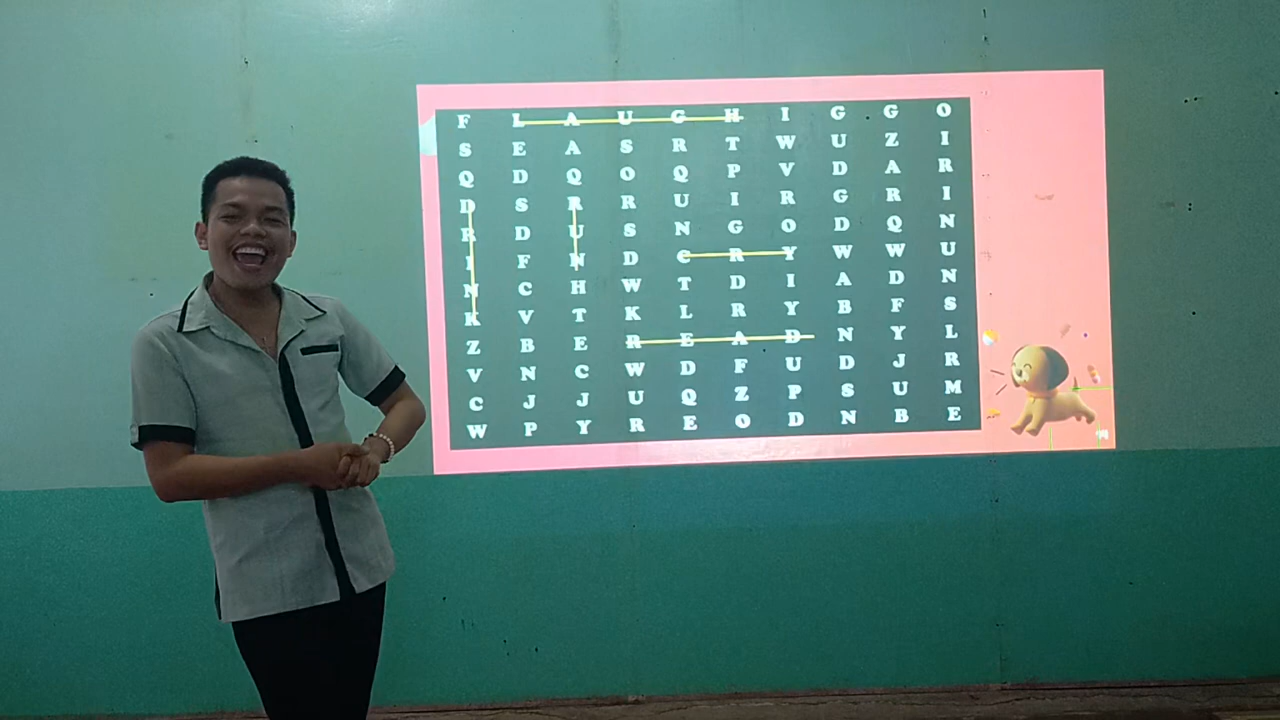 F L A U G H I G G O
S E A S R T W U Z I
Q D Q O Q P V D A R
D S R R U I R G R I
R D U S N G O D Q N
I F N D C R Y W W U
N C H W T D I A D N
K V T K L R Y B F S
Z B E R E A D N Y L
V N C W D F U D J R
C J J U Q Z P S U M
W P Y R E O D N B E